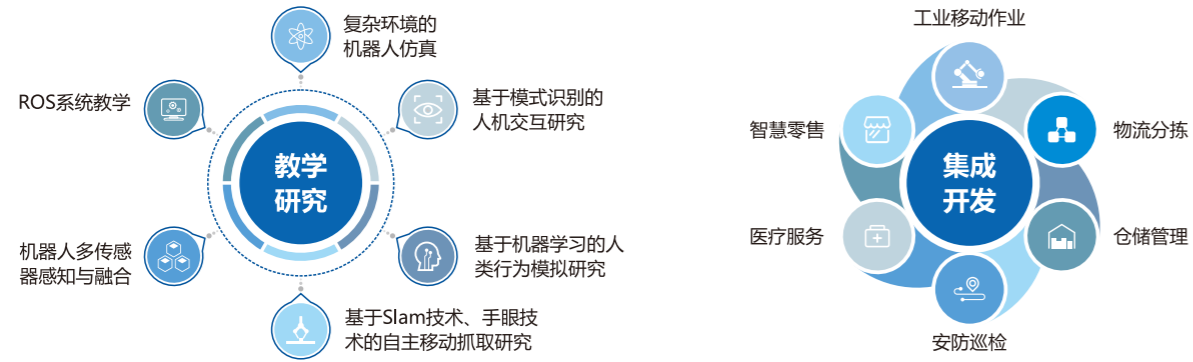 复杂环境的
机器人仿真
ROS系统教学
基于模式识别的
人机交互研究
教学
研究
机器人多传感
器感知与融合
基于机器学习的人
类行为模拟研究
基于Slam技术、手眼技
术的自主移动抓取研究
工业移动作业
智慧零售
物流分拣
集成
开发
医疗服务
仓储管理
安防巡检